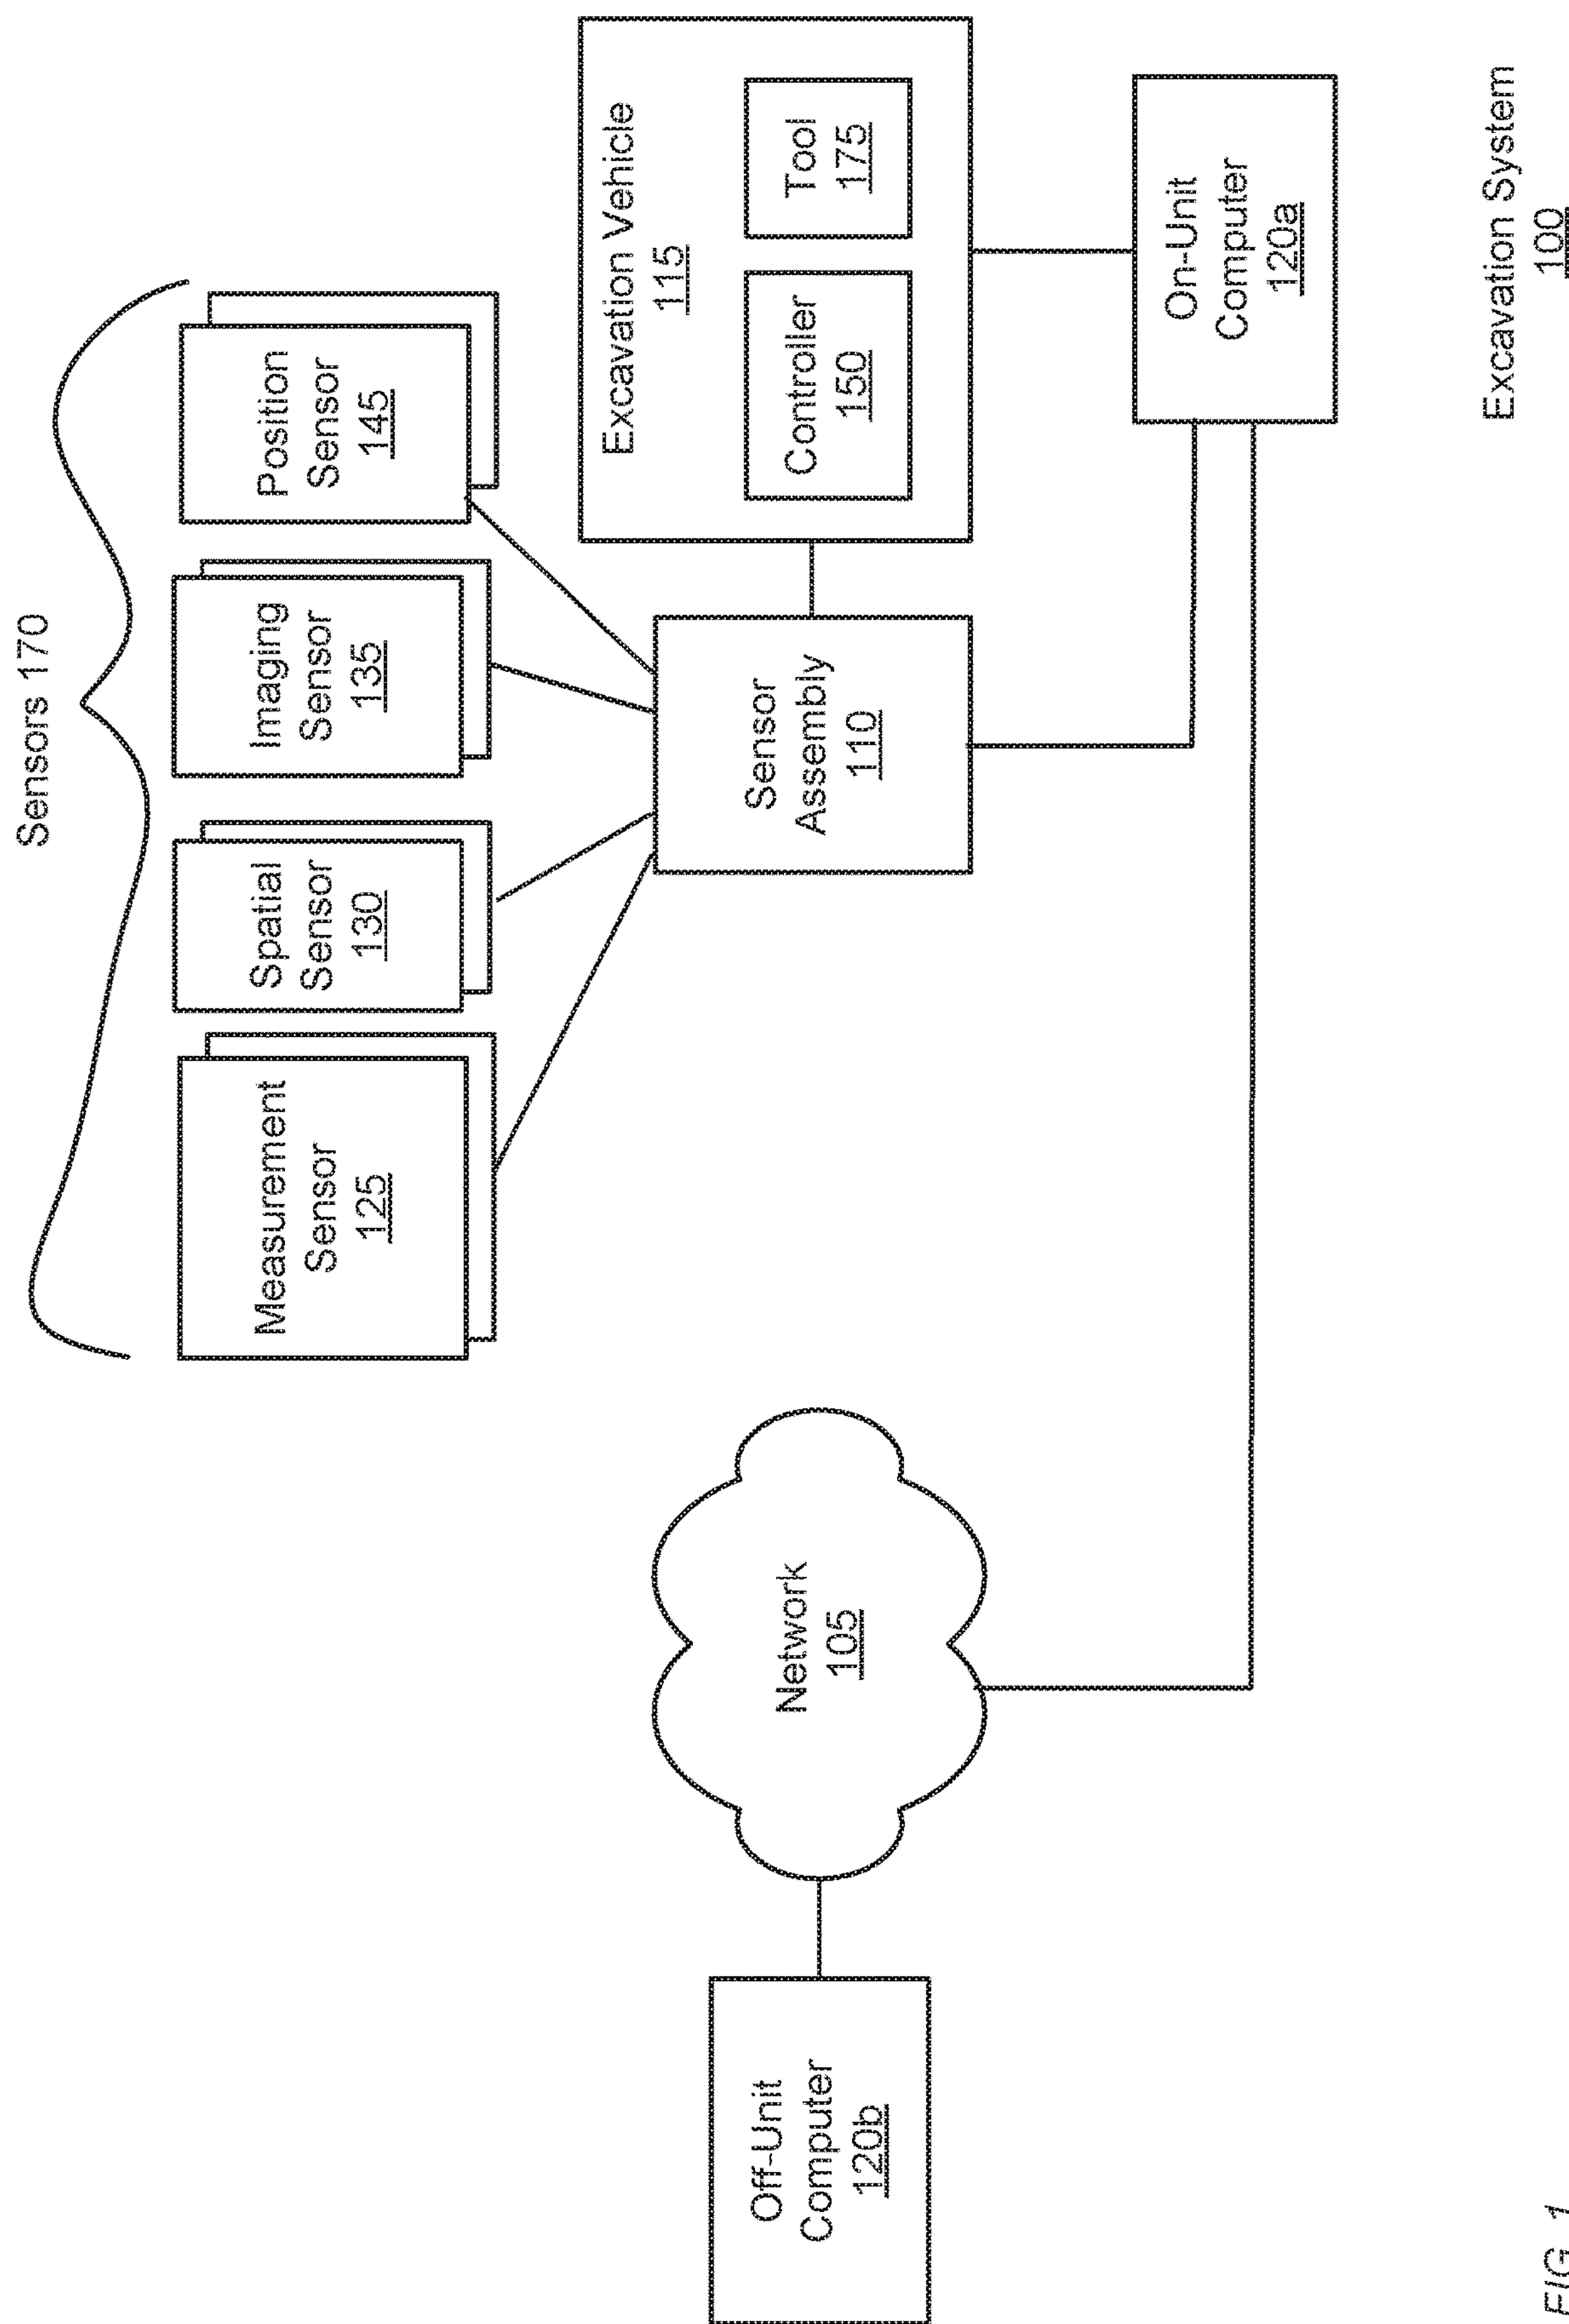 Sensors 170
Measurement
Sensor
125
Spatial
Sensor
130
Imaging
Sensor
135
Position
Sensor
145
Excavation Vehicle
115
Controller
150
Tool
175
Sensor
Assembly
110
Network
105
Off-Unit
Computer
120b
On-Unit
Computer
120a
Excavation System
100
FIG. 1